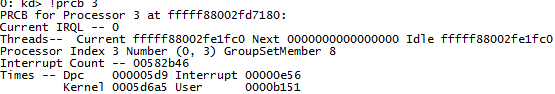 0: kd> !prcb 3
PRCB for Processor 3 at fffff88002fd7180:
Current IRQL -- 0
Threads-- Current fffff88002fe1fc0 Next 0000000000000000 Idle fffff88002fe1fc0
Processor Index 3 Number (0, 3) GroupSetMember 8
Interrupt Count -- 00582b46
Times -- Dpc 000005d9 Interrupt 00000e56
Kernel 0005d6a5 User 0000b151